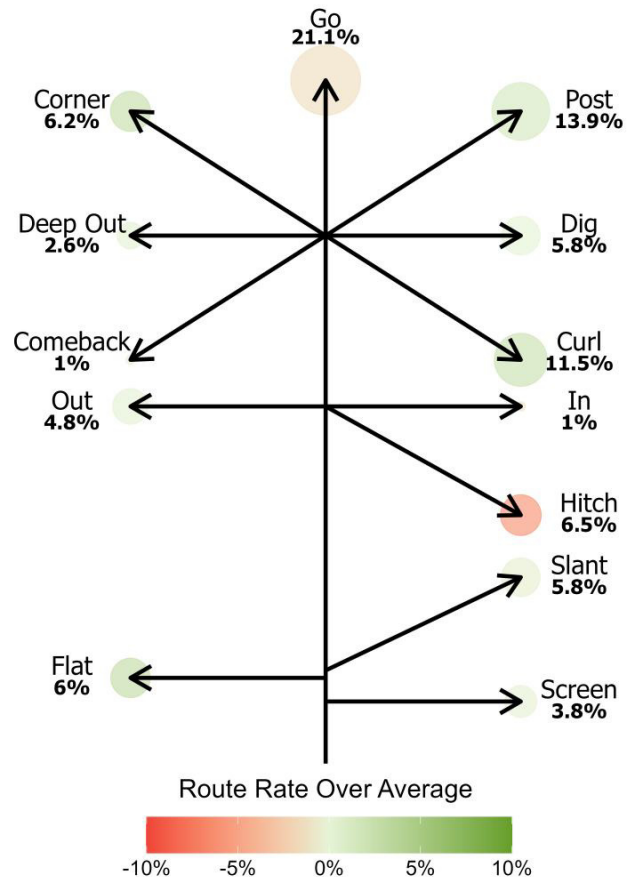 Go
21.1%
Corner
6.2%
Post
13.9%
Deep Out
2.6%
Dig
5.8%
Comeback
1%
Curl
11.5%
Out
4.8%
In
1%
Hitch
6.5%
Slant
5.8%
Flat
6%
Screen
3.8%
Route Rate Over Average
-10% -5% 0% 5% 10%